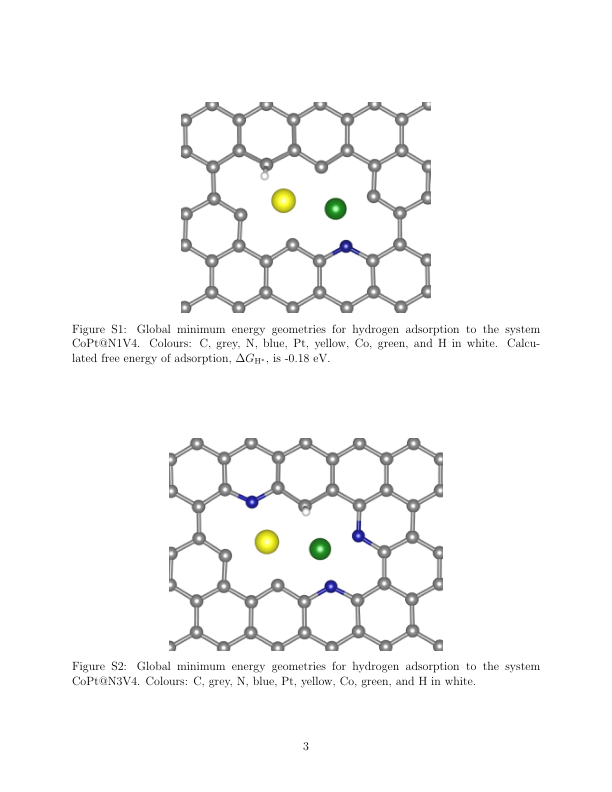 Figure S1: Global minimum energy geometries for hydrogen adsorption to the system
CoPt@N1V4. Colours: C, grey, N, blue, Pt, yellow, Co, green, and H in white. Calcu-
lated free energy of adsorption, ΔG_H*, is -0.18 eV.
Figure S2: Global minimum energy geometries for hydrogen adsorption to the system
CoPt@N3V4. Colours: C, grey, N, blue, Pt, yellow, Co, green, and H in white.
3